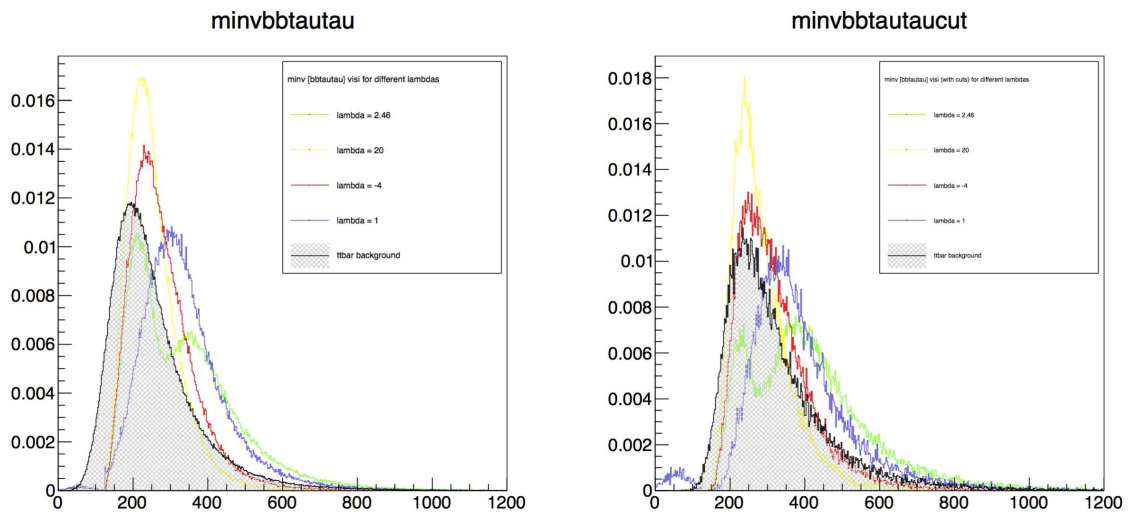 minvbbtautau
minv [bbtautau] visi for different lambdas
lambda = 2.46
lambda = 20
lambda = -4
lambda = 1
ttbar background
0.016
0.014
0.012
0.01
0.008
0.006
0.004
0.002
0
0 200 400 600 800 1000 1200
minvbbtautaucut
minv [bbtautau] visi (with cuts) for different lambdas
lambda = 2.46
lambda = 20
lambda = -4
lambda = 1
ttbar background
0.018
0.016
0.014
0.012
0.01
0.008
0.006
0.004
0.002
0
0 200 400 600 800 1000 1200